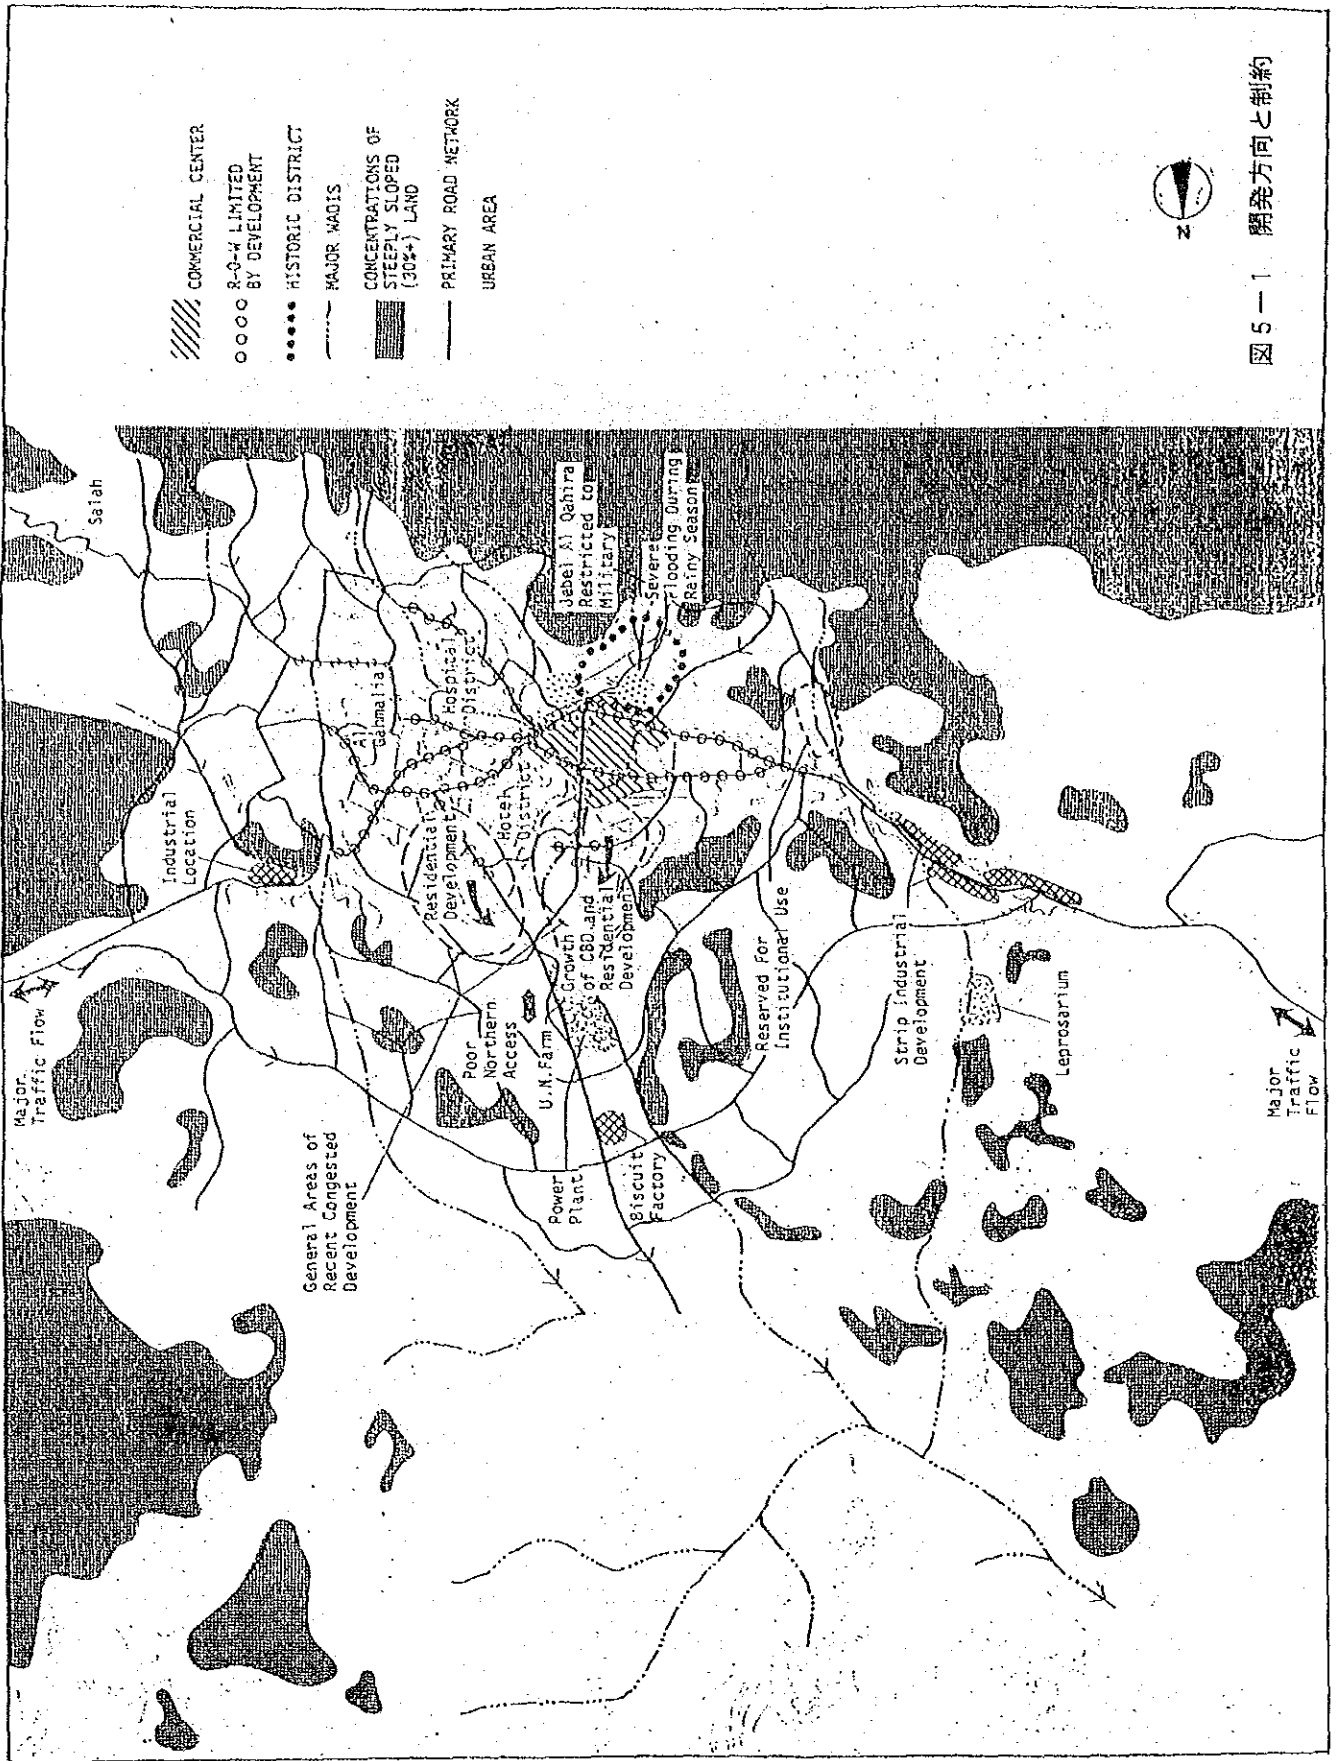 COMMERCIAL CENTER
R-O-W LIMITED
BY DEVELOPMENT
HISTORIC DISTRICT
MAJOR WADIS
CONCENTRATIONS OF
STEEPLY SLOPED
(30%+) LAND
PRIMARY ROAD NETWORK
URBAN AREA
N
図5-1 開発方向と制約
Salah
Jebel Al Qahira
Restricted to
Military
Severe
Flooding During
Rainy Season
Al
Gahmalia
Hospital
District
Industrial
Location
Residential
Development
Hotel
District
Growth
of CBD and
Residential
Development
Reserved For
Institutional Use
Strip Industrial
Development
Leprosarium
Major
Traffic Flow
Poor
Northern
Access
U.N.Farm
General Areas of
Recent Congested
Development
Power
Plant
Biscuit
Factory
Major
Traffic
Flow